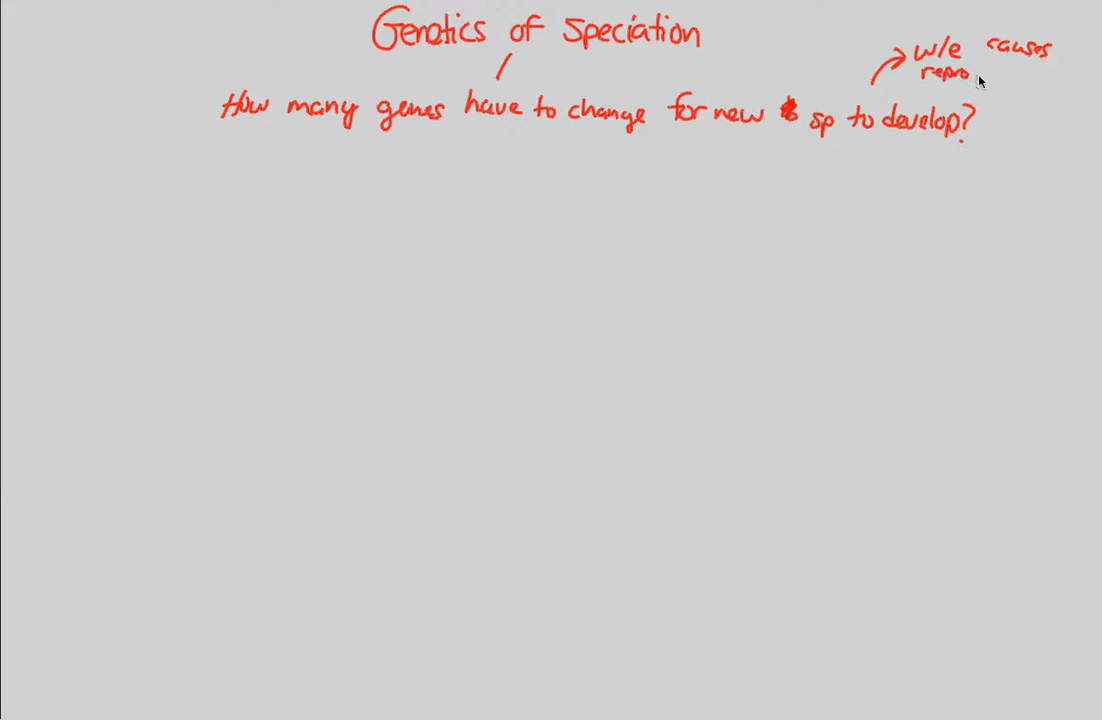 Genetics of Speciation
w/e causes
repro
How many genes have to change for new sp to develop?